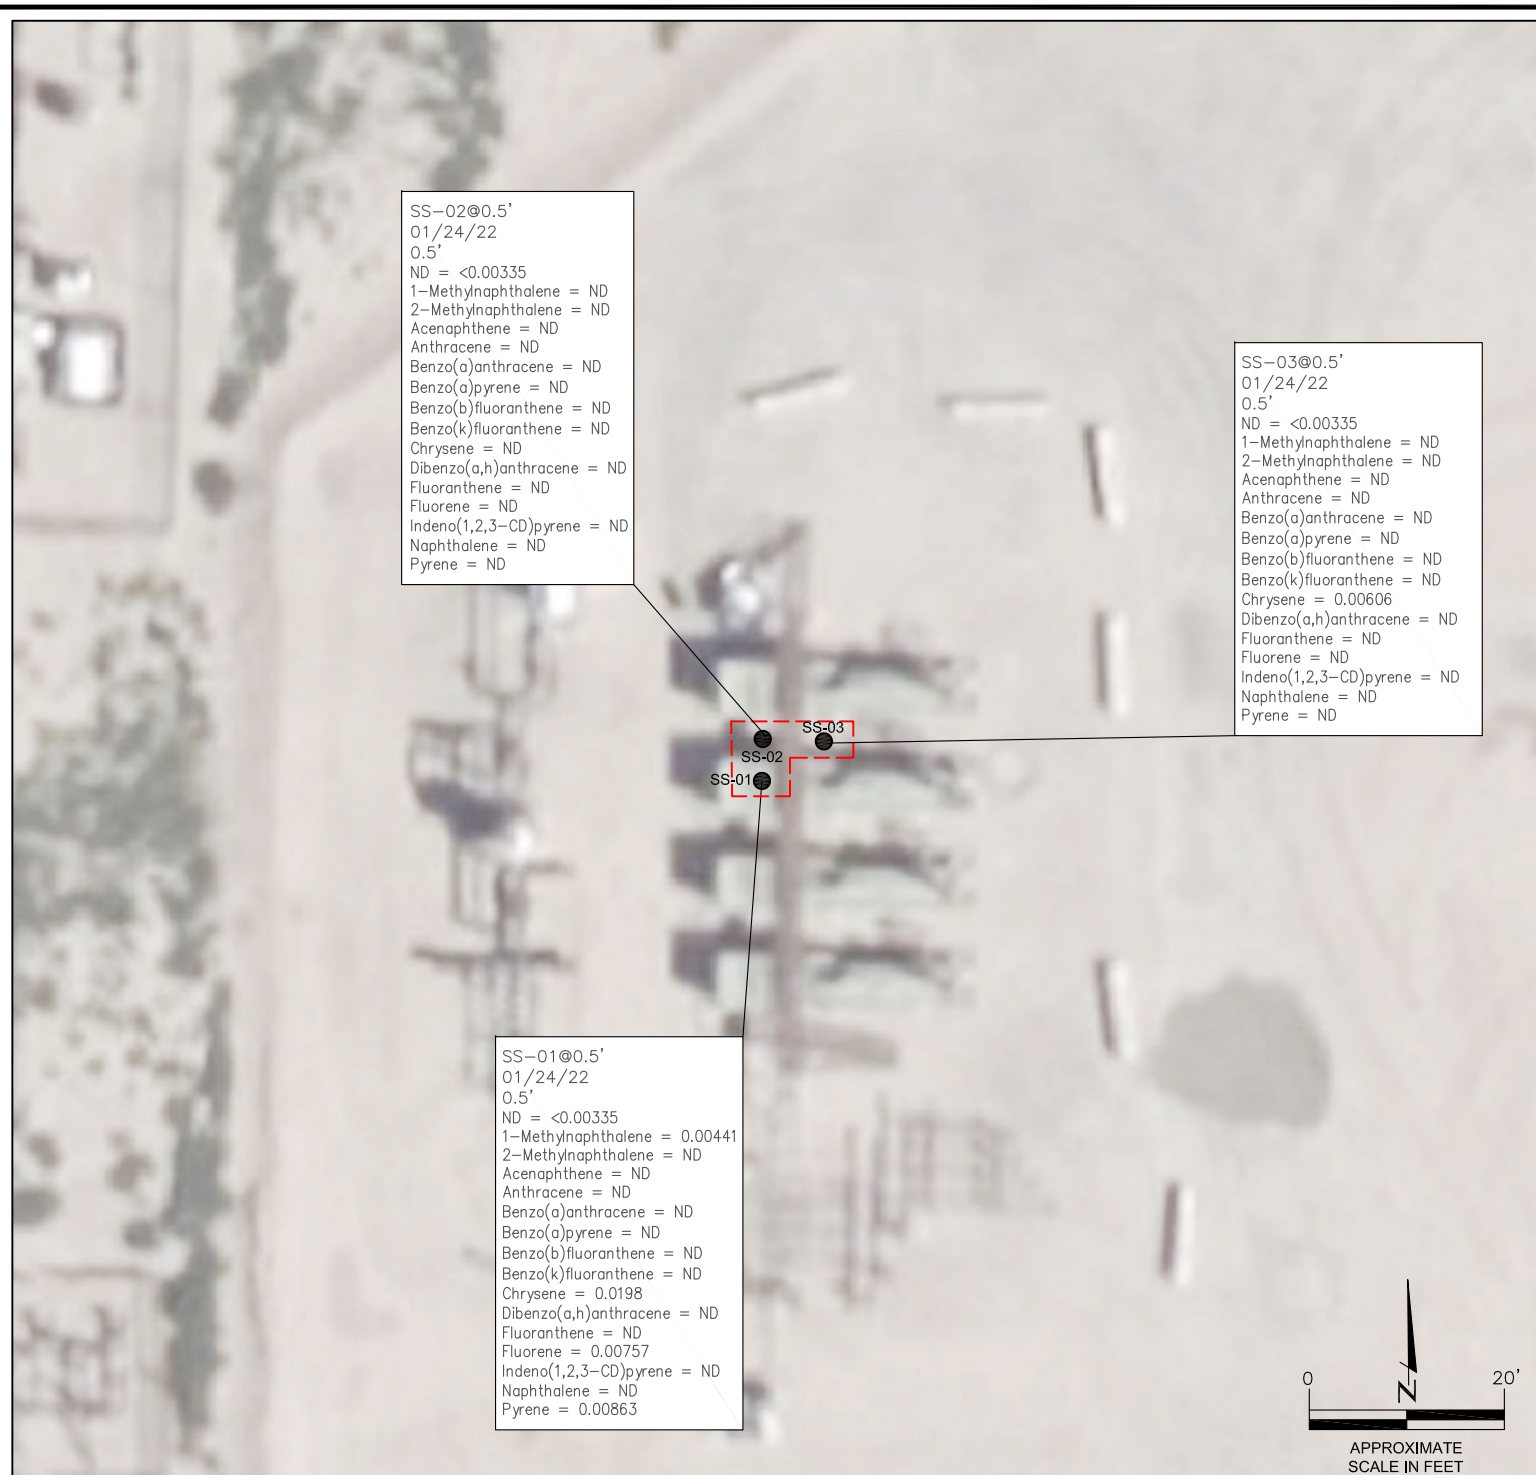 SS-02@0.5'
01/24/22
0.5'
ND = <0.00335
1-Methylnaphthalene = ND
2-Methylnaphthalene = ND
Acenaphthene = ND
Anthracene = ND
Benzo(a)anthracene = ND
Benzo(a)pyrene = ND
Benzo(b)fluoranthene = ND
Benzo(k)fluoranthene = ND
Chrysene = ND
Dibenzo(a,h)anthracene = ND
Fluoranthene = ND
Fluorene = ND
Indeno(1,2,3-CD)pyrene = ND
Naphthalene = ND
Pyrene = ND
SS-03@0.5'
01/24/22
0.5'
ND = <0.00335
1-Methylnaphthalene = ND
2-Methylnaphthalene = ND
Acenaphthene = ND
Anthracene = ND
Benzo(a)anthracene = ND
Benzo(a)pyrene = ND
Benzo(b)fluoranthene = ND
Benzo(k)fluoranthene = ND
Chrysene = 0.00606
Dibenzo(a,h)anthracene = ND
Fluoranthene = ND
Fluorene = ND
Indeno(1,2,3-CD)pyrene = ND
Naphthalene = ND
Pyrene = ND
SS-03
SS-02
SS-01
SS-01@0.5'
01/24/22
0.5'
ND = <0.00335
1-Methylnaphthalene = 0.00441
2-Methylnaphthalene = ND
Acenaphthene = ND
Anthracene = ND
Benzo(a)anthracene = ND
Benzo(a)pyrene = ND
Benzo(b)fluoranthene = ND
Benzo(k)fluoranthene = ND
Chrysene = 0.0198
Dibenzo(a,h)anthracene = ND
Fluoranthene = ND
Fluorene = 0.00757
Indeno(1,2,3-CD)pyrene = ND
Naphthalene = ND
Pyrene = 0.00863
0 20'
N
APPROXIMATE
SCALE IN FEET